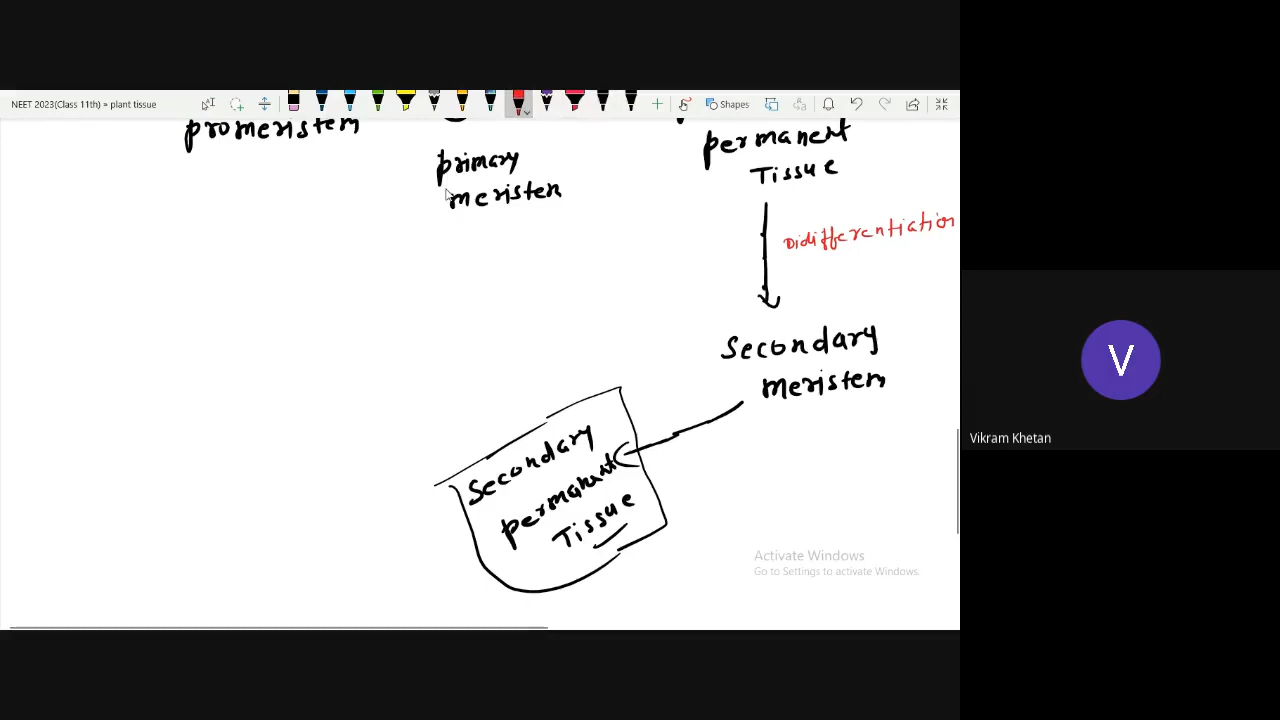 NEET 2023(Class 11th) » plant tissue
Shapes
promeristem
primary
meristem
permanent
Tissue
Didifferentiation
Secondary
Meristem
Secondary
permanent
Tissue
V
Vikram Khetan
Activate Windows
Go to Settings to activate Windows.